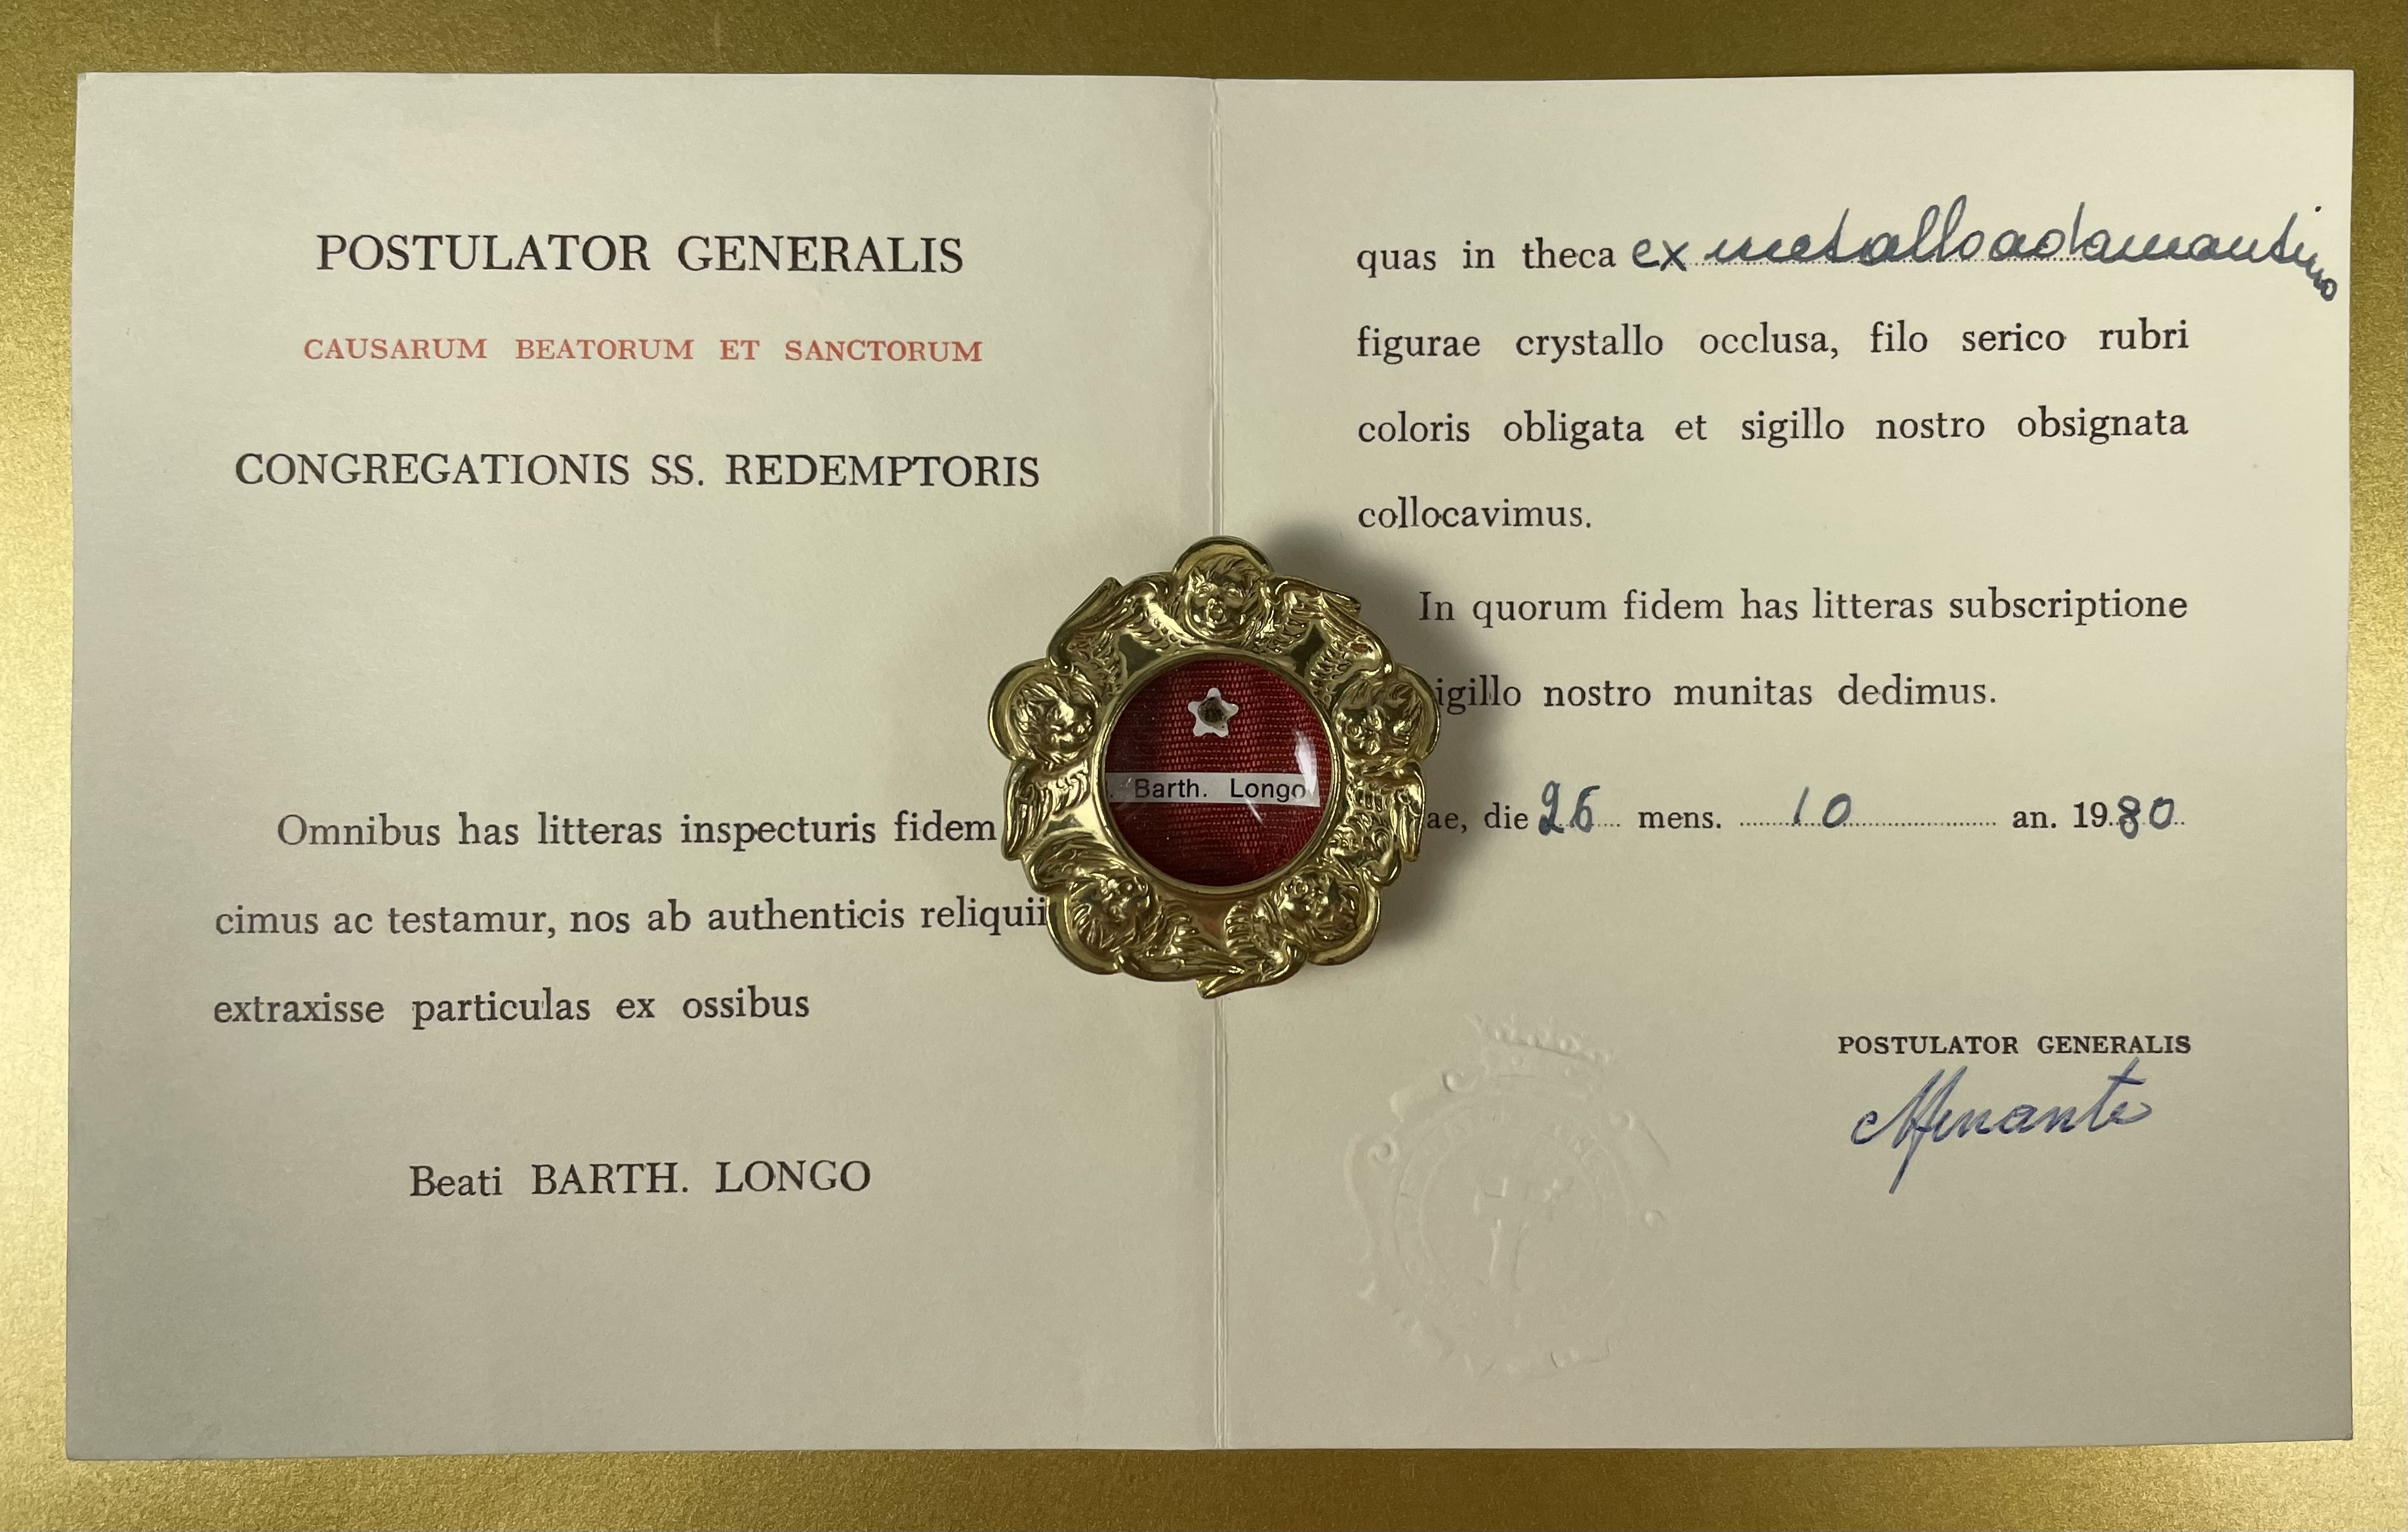 POSTULATOR GENERALIS
CAUSARUM BEATORUM ET SANCTORUM
CONGREGATIONIS SS. REDEMPTORIS
Omnibus has litteras inspecturis fidem
cimus ac testamur, nos ab authenticis reliquii
extraxisse particulas ex ossibus
Beati BARTH. LONGO
. Barth. Longo
quas in theca ex metallo adamantino
figurae crystallo occlusa, filo serico rubri
coloris obligata et sigillo nostro obsignata
collocavimus.
In quorum fidem has litteras subscriptione
igillo nostro munitas dedimus.
ae, die 26 mens. 10 an. 1980
POSTULATOR GENERALIS